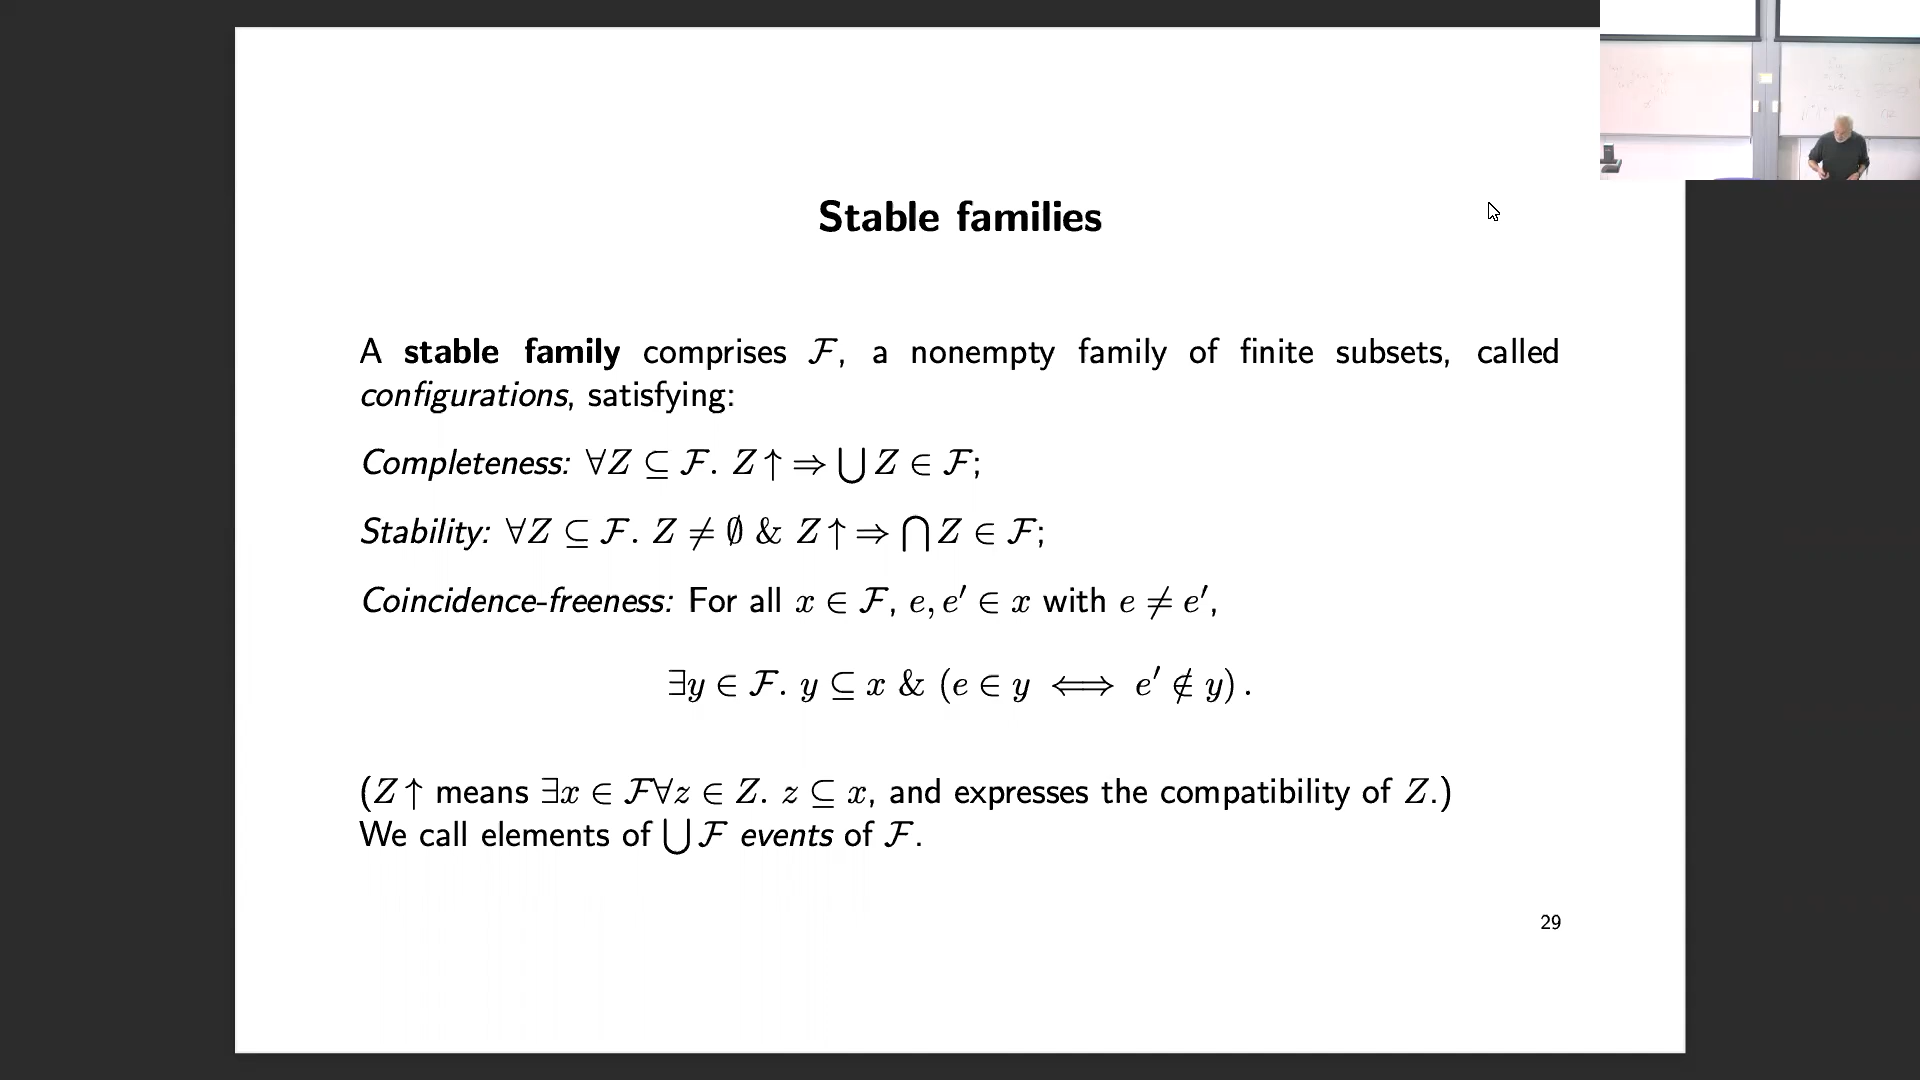 Stable families
A stable family comprises ℱ, a nonempty family of finite subsets, called
configurations, satisfying:
Completeness: ∀Z ⊆ ℱ. Z↑ ⇒ ⋃Z ∈ ℱ;
Stability: ∀Z ⊆ ℱ. Z ≠ ∅ & Z↑ ⇒ ⋂Z ∈ ℱ;
Coincidence-freeness: For all x ∈ ℱ, e, e′ ∈ x with e ≠ e′,
∃y ∈ ℱ. y ⊆ x & (e ∈ y ⟺ e′ ∉ y).
(Z↑ means ∃x ∈ ℱ∀z ∈ Z. z ⊆ x, and expresses the compatibility of Z.)
We call elements of ⋃ℱ events of ℱ.
29